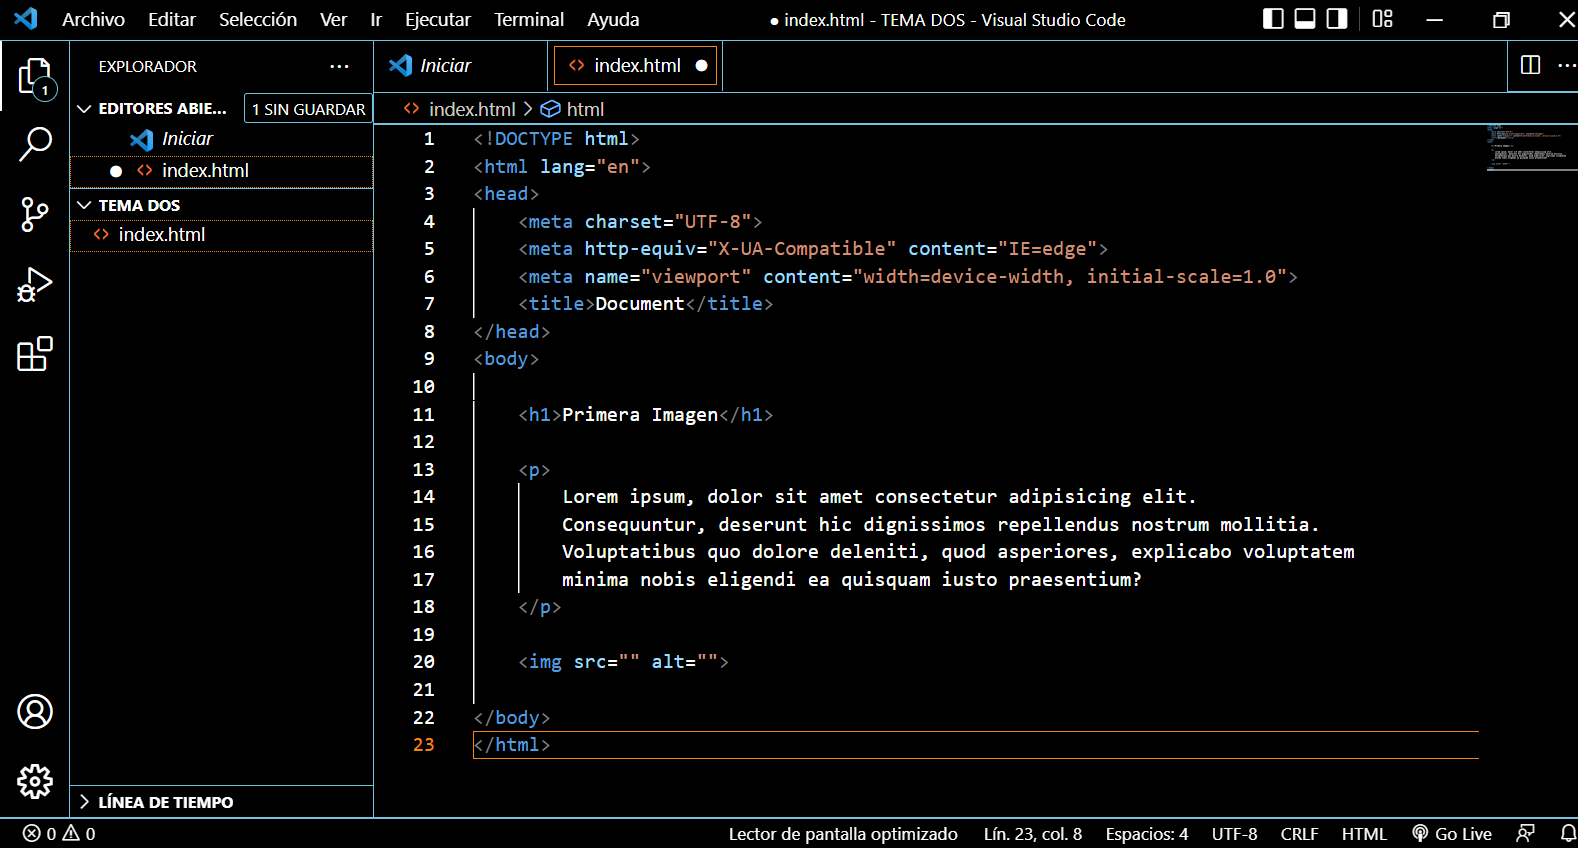 Archivo Editar Selección Ver Ir Ejecutar Terminal Ayuda
● index.html - TEMA DOS - Visual Studio Code
EXPLORADOR ···
EDITORES ABIE... 1 SIN GUARDAR
Iniciar
index.html
TEMA DOS
index.html
LÍNEA DE TIEMPO
1
Iniciar index.html
index.html > html
1 <!DOCTYPE html>
2 <html lang="en">
3 <head>
4 <meta charset="UTF-8">
5 <meta http-equiv="X-UA-Compatible" content="IE=edge">
6 <meta name="viewport" content="width=device-width, initial-scale=1.0">
7 <title>Document</title>
8 </head>
9 <body>
10
11 <h1>Primera Imagen</h1>
12
13 <p>
14 Lorem ipsum, dolor sit amet consectetur adipisicing elit.
15 Consequuntur, deserunt hic dignissimos repellendus nostrum mollitia.
16 Voluptatibus quo dolore deleniti, quod asperiores, explicabo voluptatem
17 minima nobis eligendi ea quisquam iusto praesentium?
18 </p>
19
20 <img src="" alt="">
21
22 </body>
23 </html>
0 0 Lector de pantalla optimizado Lín. 23, col. 8 Espacios: 4 UTF-8 CRLF HTML Go Live